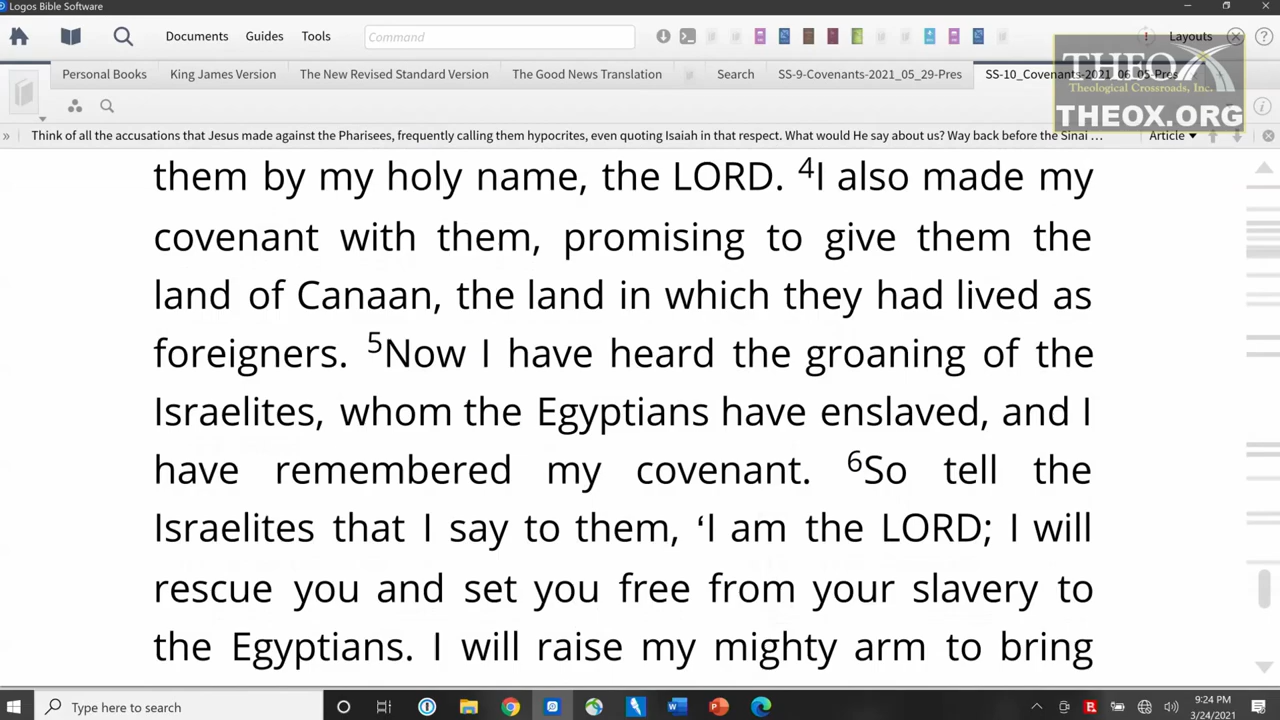 Logos Bible Software
Documents Guides Tools Command Layouts
THEOX
Theological Crossroads, Inc.
THEOX.ORG
Personal Books King James Version The New Revised Standard Version The Good News Translation Search SS-9-Covenants-2021_05_29-Pres SS-10_Covenants-2021_06_05-Pres
Think of all the accusations that Jesus made against the Pharisees, frequently calling them hypocrites, even quoting Isaiah in that respect. What would He say about us? Way back before the Sinai ... Article
them by my holy name, the LORD. 4I also made my
covenant with them, promising to give them the
land of Canaan, the land in which they had lived as
foreigners. 5Now I have heard the groaning of the
Israelites, whom the Egyptians have enslaved, and I
have remembered my covenant. 6So tell the
Israelites that I say to them, ‘I am the LORD; I will
rescue you and set you free from your slavery to
the Egyptians. I will raise my mighty arm to bring
Type here to search
9:24 PM
3/24/2021